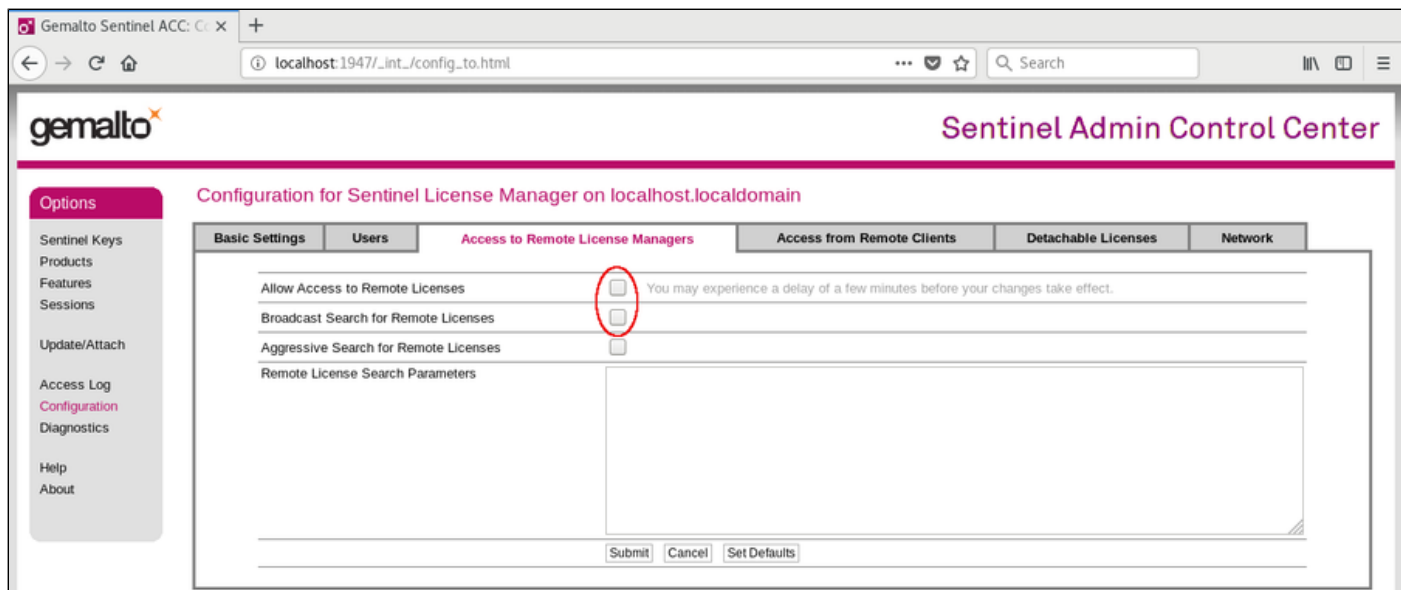 Gemalto Sentinel ACC: Co
localhost:1947/_int_/config_to.html
Search
gemalto
Sentinel Admin Control Center
Options
Sentinel Keys
Products
Features
Sessions
Update/Attach
Access Log
Configuration
Diagnostics
Help
About
Configuration for Sentinel License Manager on localhost.localdomain
Basic Settings Users Access to Remote License Managers Access from Remote Clients Detachable Licenses Network
Allow Access to Remote Licenses You may experience a delay of a few minutes before your changes take effect.
Broadcast Search for Remote Licenses
Aggressive Search for Remote Licenses
Remote License Search Parameters
Submit Cancel Set Defaults